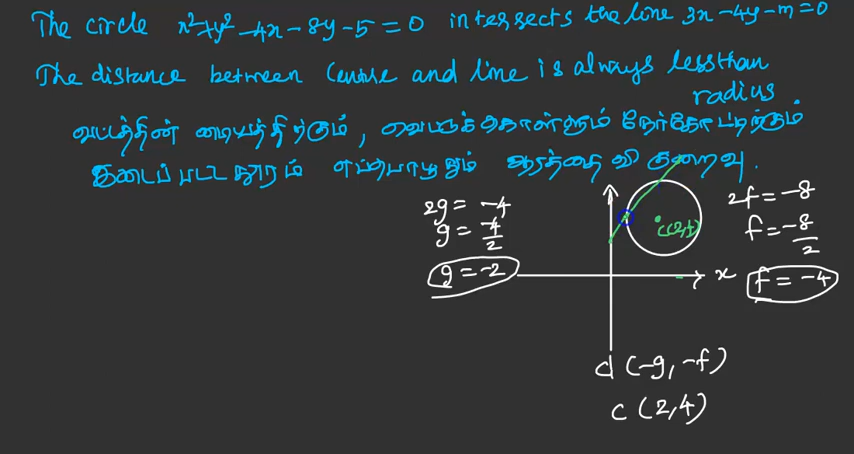 The circle x²+y²-4x-8y-5=0 intersects the line 3x-4y-m=0
The distance between Centre and line is always lessthan
radius
வட்டத்தின் மையத்திற்கும், வெட்டிக்கொள்ளும் நேர்கோட்டிற்கும்
இடைப்பட்ட தூரம் எப்பொழுதும் ஆரத்தை விட குறைவு.
2g = -4
g = -4/2
g = -2
c(2,4)
x
2f = -8
f = -8/2
f = -4
(-g, -f)
C (2,4)